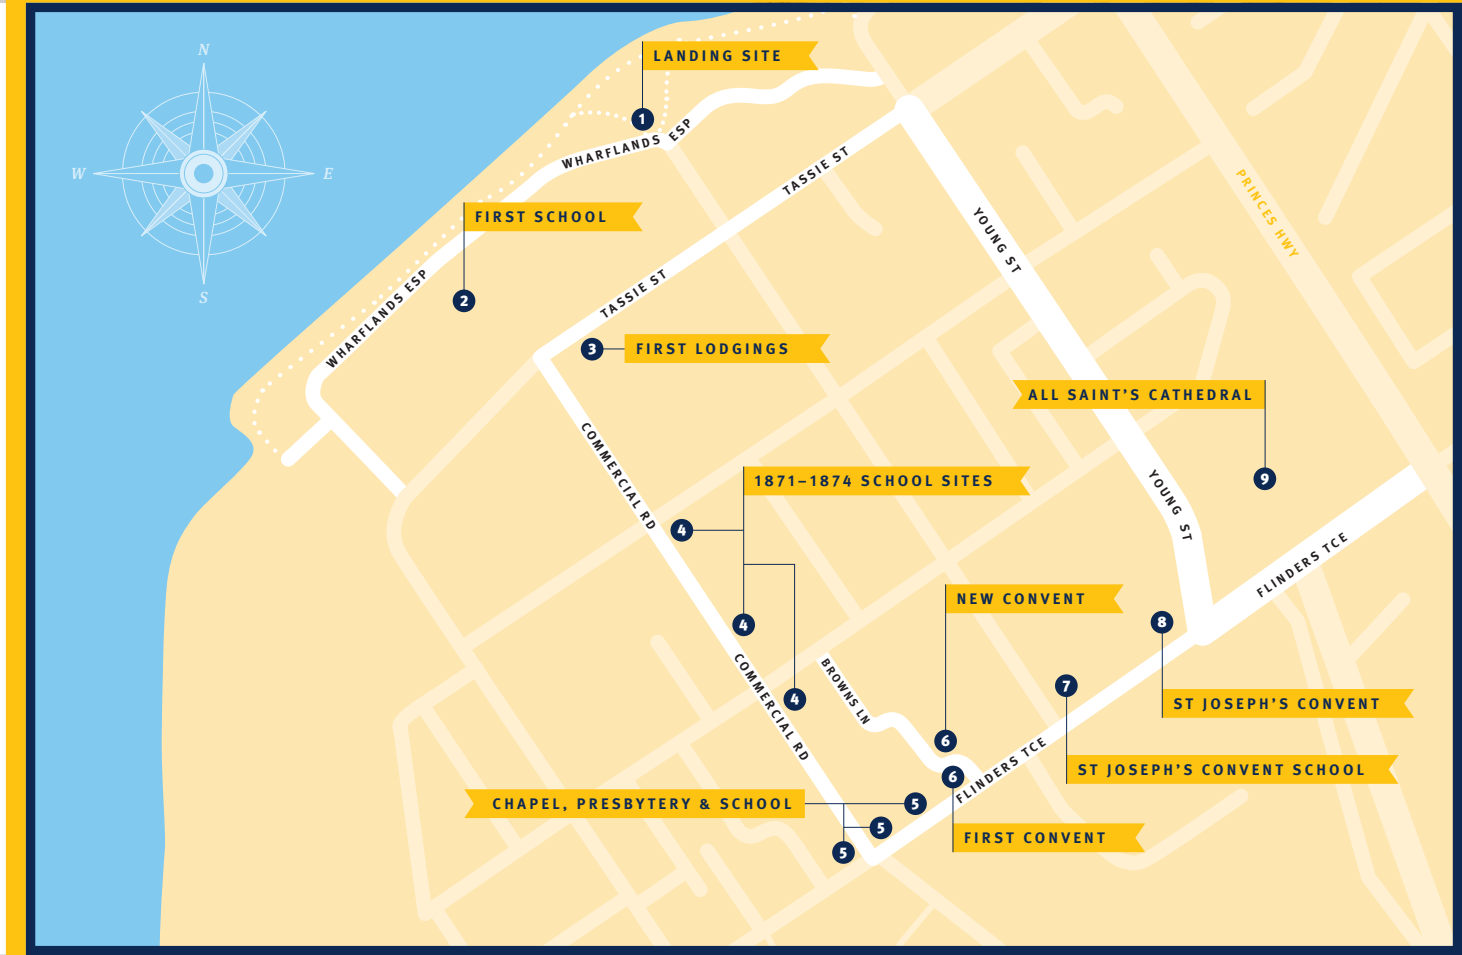 N
W
E
S
LANDING SITE
1
WHARFLANDS ESP
TASSIE ST
PRINCES HWY
FIRST SCHOOL
2
WHARFLANDS ESP
YOUNG ST
TASSIE ST
3
FIRST LODGINGS
ALL SAINT'S CATHEDRAL
9
COMMERCIAL RD
1871–1874 SCHOOL SITES
4
4
4
YOUNG ST
FLINDERS TCE
NEW CONVENT
6
8
ST JOSEPH'S CONVENT
BROWNS LN
COMMERCIAL RD
7
ST JOSEPH'S CONVENT SCHOOL
FLINDERS TCE
6
FIRST CONVENT
CHAPEL, PRESBYTERY & SCHOOL
5
5
5